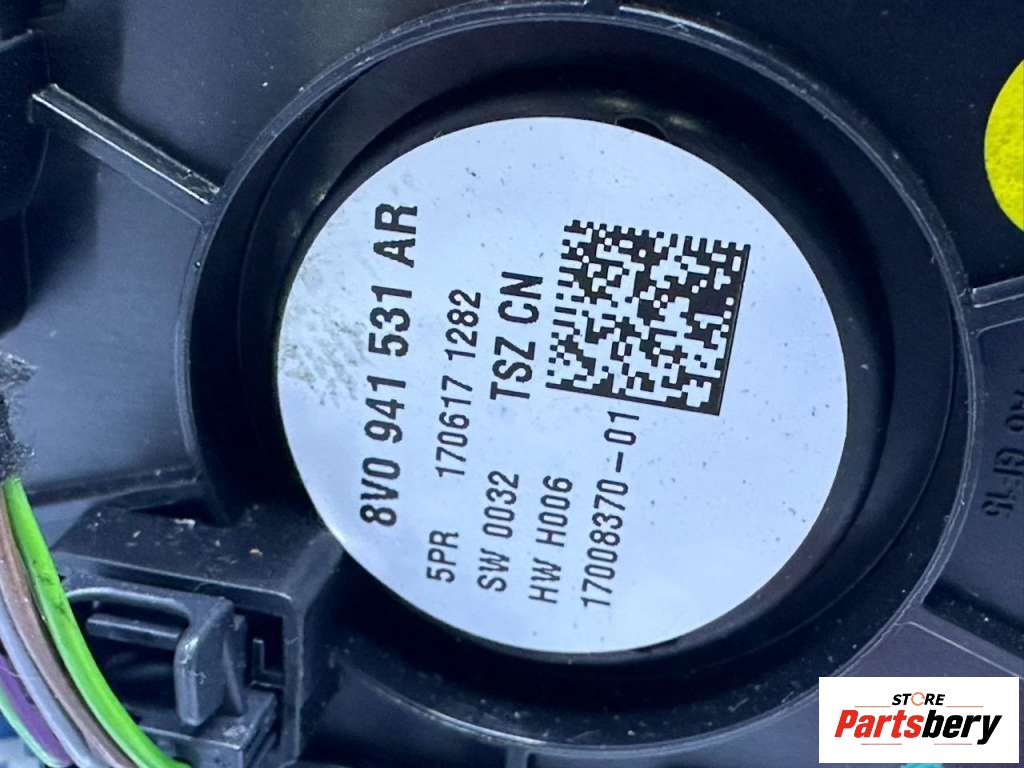 8V0 941 531 AR
5PR 170617 1282
SW 0032 TSZ CN
HW H006
17008370-01
STORE
Partsbery